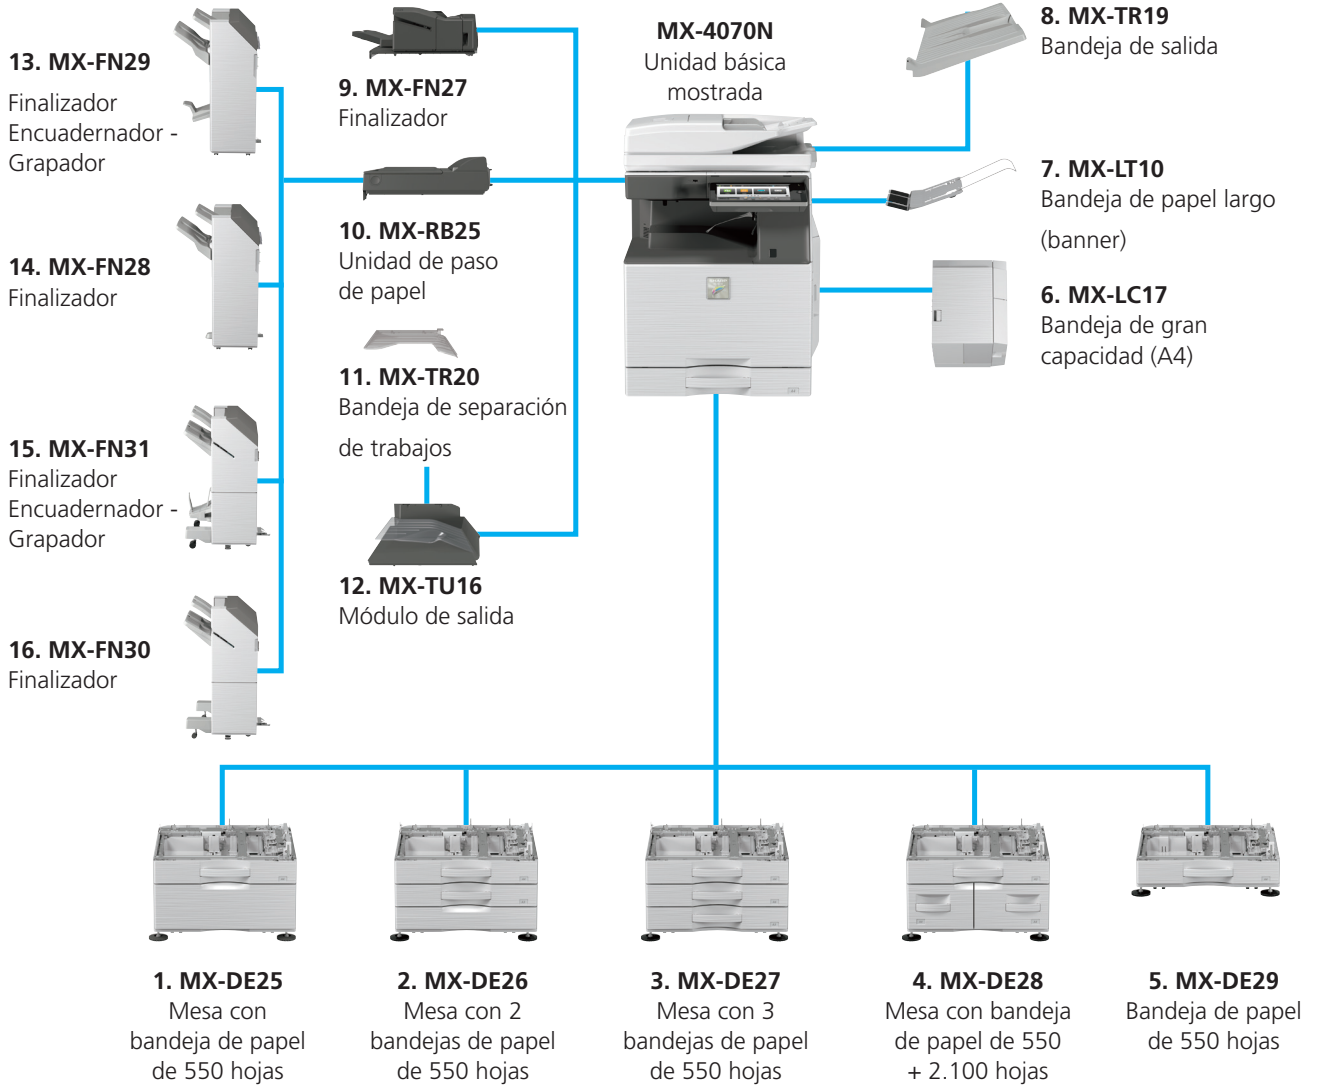 13. MX-FN29
Finalizador
Encuadernador -
Grapador
14. MX-FN28
Finalizador
15. MX-FN31
Finalizador
Encuadernador -
Grapador
16. MX-FN30
Finalizador
9. MX-FN27
Finalizador
10. MX-RB25
Unidad de paso
de papel
11. MX-TR20
Bandeja de separación
de trabajos
12. MX-TU16
Módulo de salida
MX-4070N
Unidad básica
mostrada
8. MX-TR19
Bandeja de salida
7. MX-LT10
Bandeja de papel largo
(banner)
6. MX-LC17
Bandeja de gran
capacidad (A4)
1. MX-DE25
Mesa con
bandeja de papel
de 550 hojas
2. MX-DE26
Mesa con 2
bandejas de papel
de 550 hojas
3. MX-DE27
Mesa con 3
bandejas de papel
de 550 hojas
4. MX-DE28
Mesa con bandeja
de papel de 550
+ 2.100 hojas
5. MX-DE29
Bandeja de papel
de 550 hojas